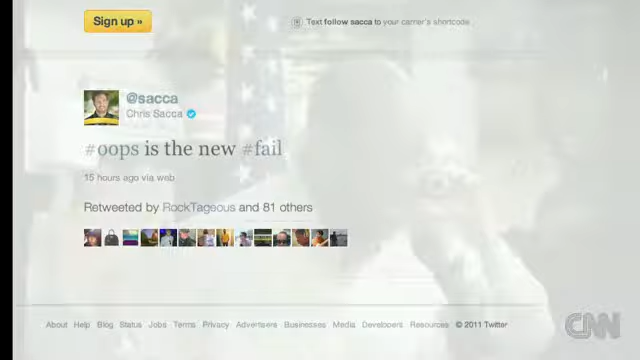 Sign up »
Text follow sacca to your carrier's shortcode
@sacca
Chris Sacca
#oops is the new #fail
15 hours ago via web
Retweeted by RockTageous and 81 others
About Help Blog Status Jobs Terms Privacy Advertisers Businesses Media Developers Resources © 2011 Twitter
CNN